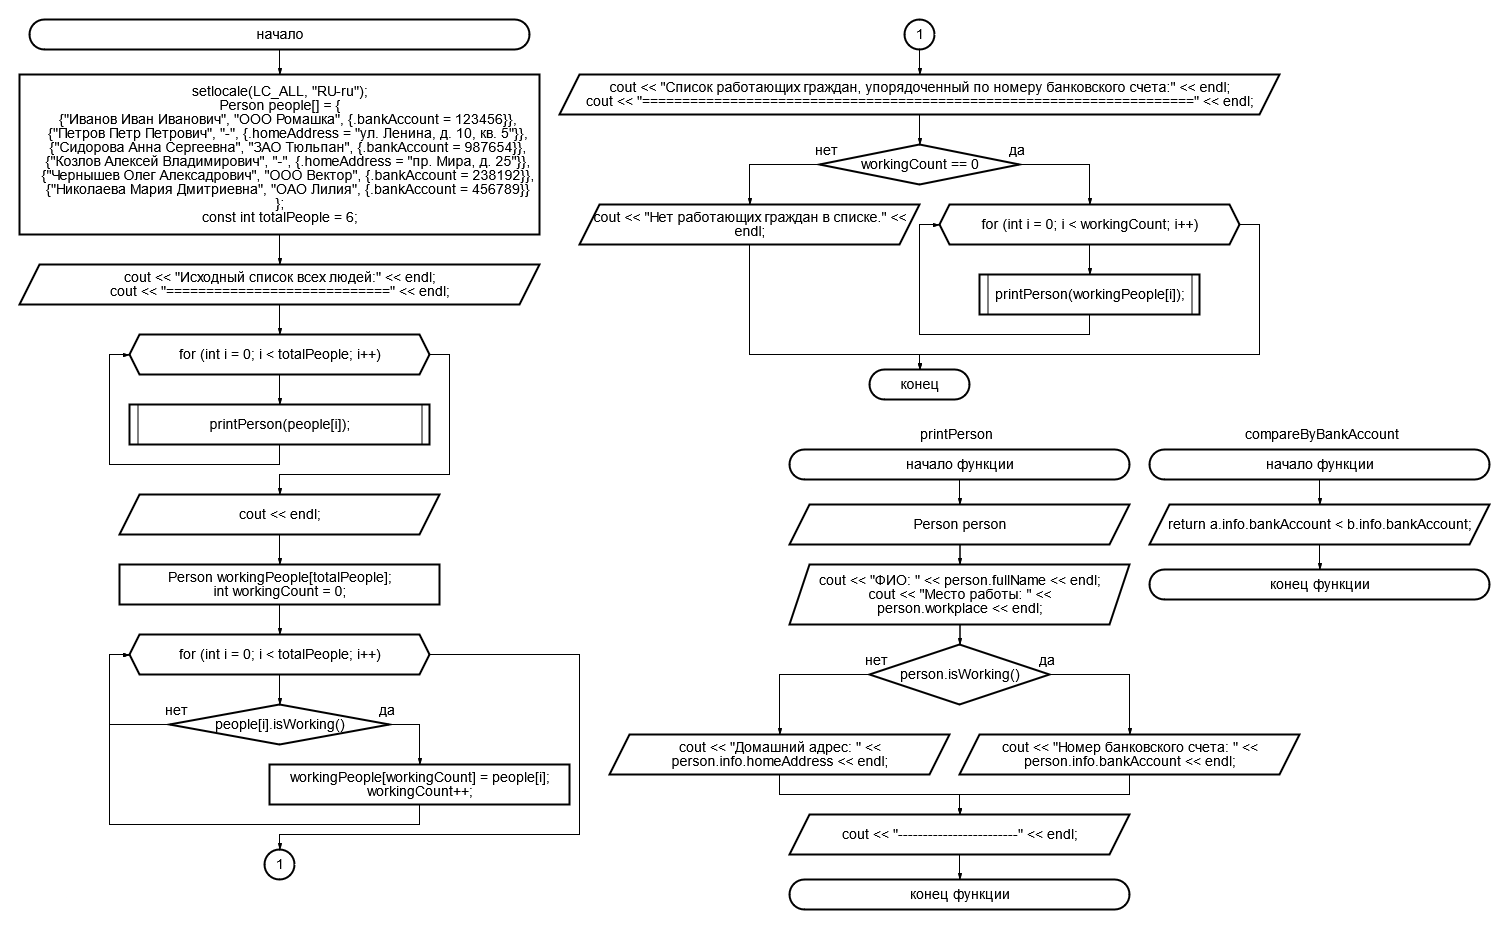 начало
setlocale(LC_ALL, "RU-ru");
Person people[] = {
{"Иванов Иван Иванович", "ООО Ромашка", {.bankAccount = 123456}},
{"Петров Петр Петрович", "-", {.homeAddress = "ул. Ленина, д. 10, кв. 5"}},
{"Сидорова Анна Сергеевна", "ЗАО Тюльпан", {.bankAccount = 987654}},
{"Козлов Алексей Владимирович", "-", {.homeAddress = "пр. Мира, д. 25"}},
{"Чернышев Олег Алексадрович", "ООО Вектор", {.bankAccount = 238192}},
{"Николаева Мария Дмитриевна", "ОАО Лилия", {.bankAccount = 456789}}
};
const int totalPeople = 6;
cout << "Исходный список всех людей:" << endl;
cout << "============================" << endl;
for (int i = 0; i < totalPeople; i++)
printPerson(people[i]);
cout << endl;
Person workingPeople[totalPeople];
int workingCount = 0;
for (int i = 0; i < totalPeople; i++)
нет
да
people[i].isWorking()
workingPeople[workingCount] = people[i];
workingCount++;
1
1
cout << "Список работающих граждан, упорядоченный по номеру банковского счета:" << endl;
cout << "=====================================================================" << endl;
нет
да
workingCount == 0
cout << "Нет работающих граждан в списке." <<
endl;
for (int i = 0; i < workingCount; i++)
printPerson(workingPeople[i]);
конец
printPerson
начало функции
Person person
cout << "ФИО: " << person.fullName << endl;
cout << "Место работы: " <<
person.workplace << endl;
нет
да
person.isWorking()
cout << "Домашний адрес: " <<
person.info.homeAddress << endl;
cout << "Номер банковского счета: " <<
person.info.bankAccount << endl;
cout << "------------------------" << endl;
конец функции
compareByBankAccount
начало функции
return a.info.bankAccount < b.info.bankAccount;
конец функции